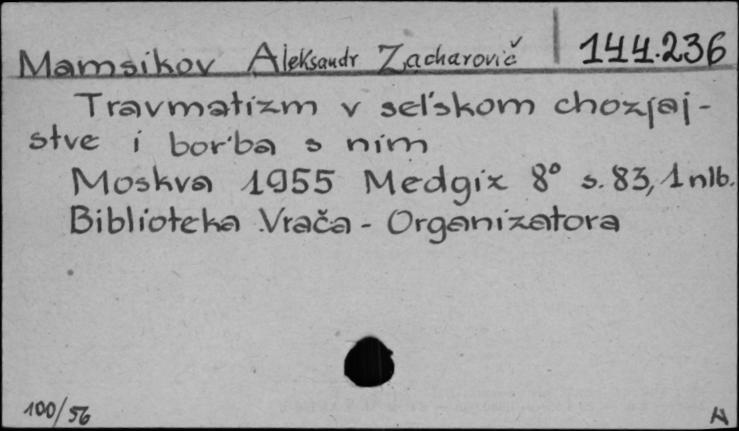 Mamsikov Aleksandr Zacharovič 144.236
Travmatizm v sel'skom chozjaj-
stve i bor'ba s nim
Moskva 1955 Medgiz 8° s. 83, 1 nlb.
Biblioteka Vrača - Organizatora
100/56